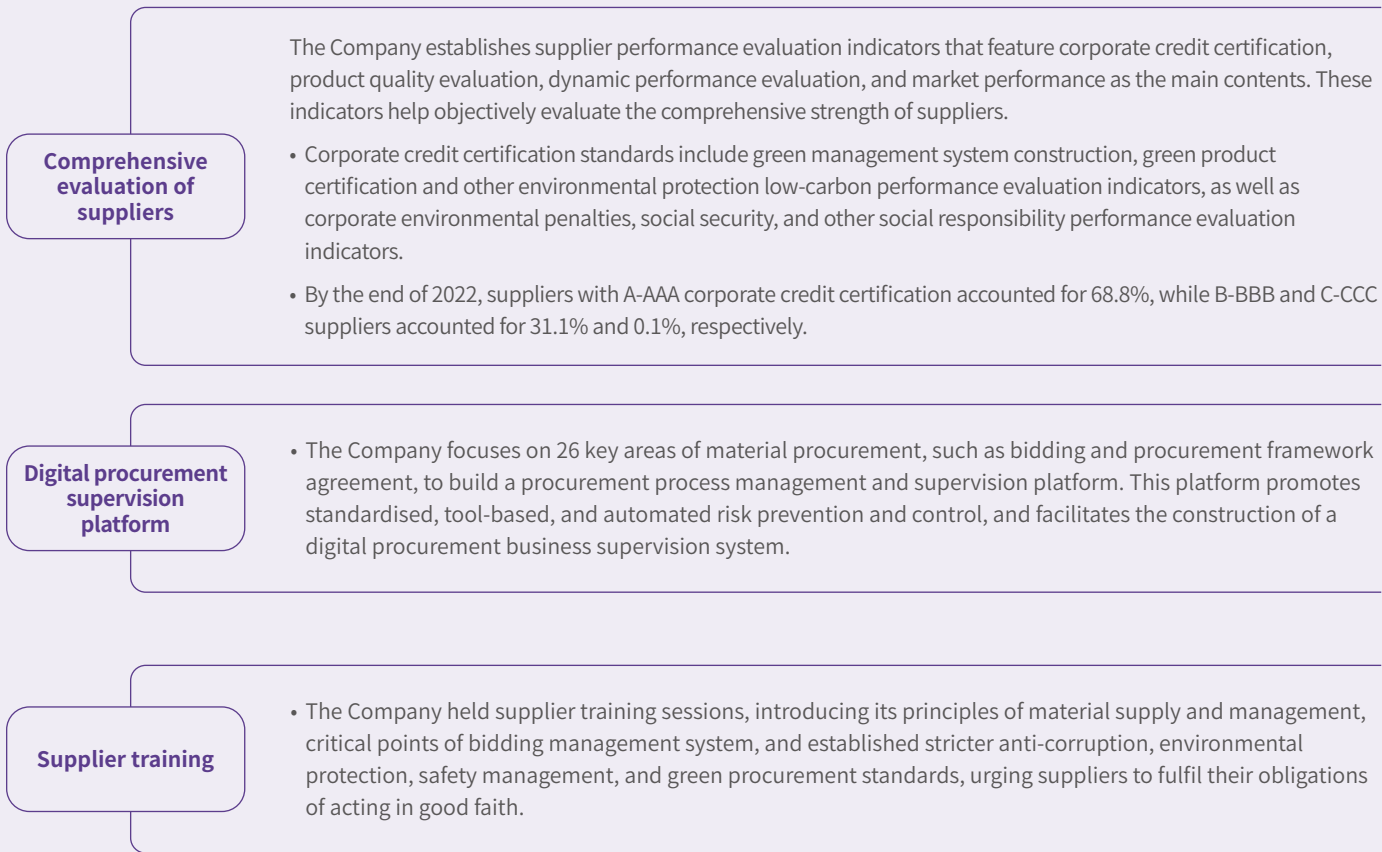 The Company establishes supplier performance evaluation indicators that feature corporate credit certification,
product quality evaluation, dynamic performance evaluation, and market performance as the main contents. These
indicators help objectively evaluate the comprehensive strength of suppliers.
Comprehensive
evaluation of
suppliers
• Corporate credit certification standards include green management system construction, green product
certification and other environmental protection low-carbon performance evaluation indicators, as well as
corporate environmental penalties, social security, and other social responsibility performance evaluation
indicators.
• By the end of 2022, suppliers with A-AAA corporate credit certification accounted for 68.8%, while B-BBB and C-CCC
suppliers accounted for 31.1% and 0.1%, respectively.
Digital procurement
supervision
platform
• The Company focuses on 26 key areas of material procurement, such as bidding and procurement framework
agreement, to build a procurement process management and supervision platform. This platform promotes
standardised, tool-based, and automated risk prevention and control, and facilitates the construction of a
digital procurement business supervision system.
Supplier training
• The Company held supplier training sessions, introducing its principles of material supply and management,
critical points of bidding management system, and established stricter anti-corruption, environmental
protection, safety management, and green procurement standards, urging suppliers to fulfil their obligations
of acting in good faith.